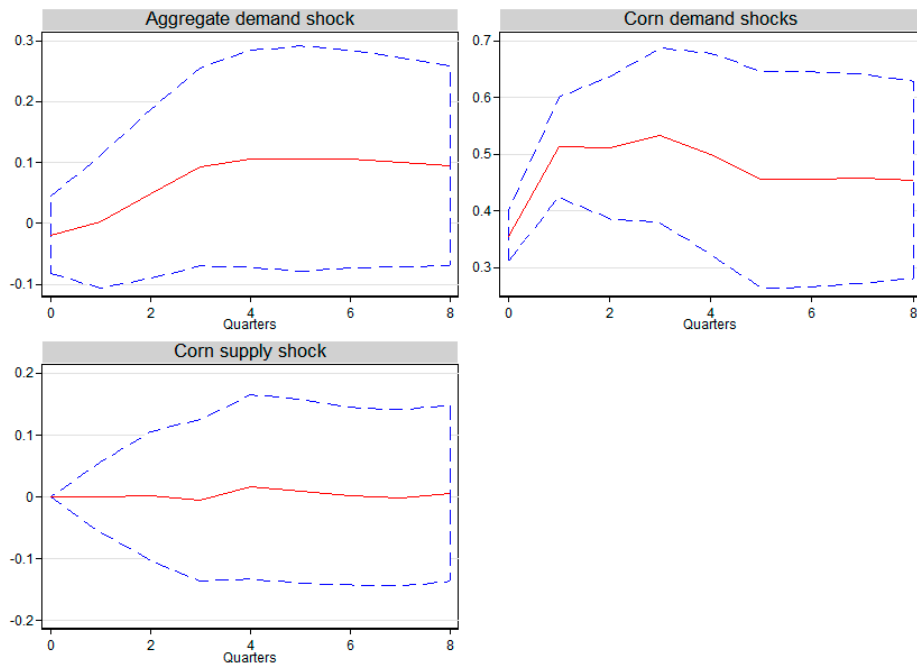 Aggregate demand shock
0.3
0.2
0.1
0
-0.1
0 2 4 6 8
Quarters
Corn demand shocks
0.7
0.6
0.5
0.4
0.3
0 2 4 6 8
Quarters
Corn supply shock
0.2
0.1
0
-0.1
-0.2
0 2 4 6 8
Quarters